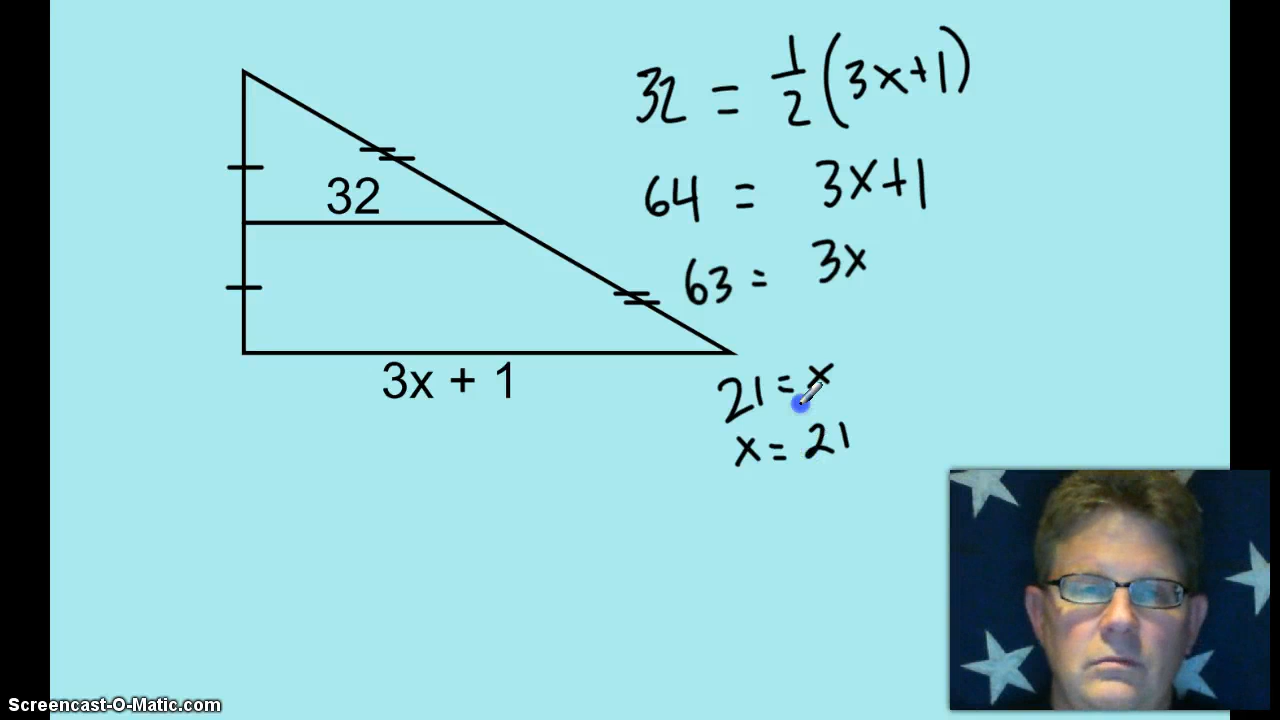 32 = 1/2 (3x+1)
64 = 3x+1
32
63 = 3x
3x + 1
21 = x
x = 21
Screencast-O-Matic.com